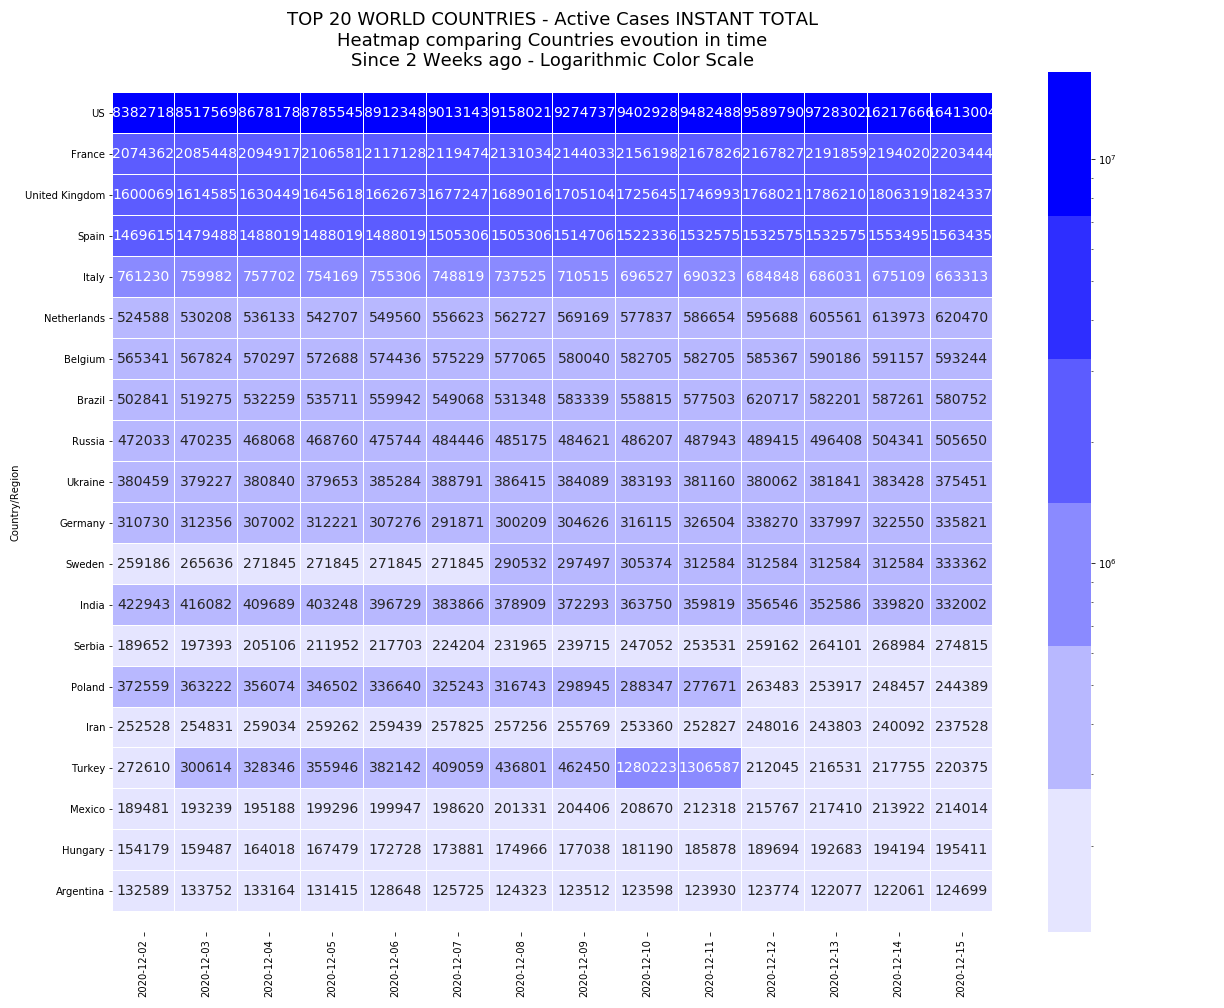 TOP 20 WORLD COUNTRIES - Active Cases INSTANT TOTAL
Heatmap comparing Countries evoution in time
Since 2 Weeks ago - Logarithmic Color Scale
US 8382718 8517569 8678178 8785545 8912348 9013143 9158021 9274737 9402928 9482488 9589790 9728302 16217666 16413004
France 2074362 2085448 2094917 2106581 2117128 2119474 2131034 2144033 2156198 2167826 2167827 2191859 2194020 2203444
United Kingdom 1600069 1614585 1630449 1645618 1662673 1677247 1689016 1705104 1725645 1746993 1768021 1786210 1806319 1824337
Spain 1469615 1479488 1488019 1488019 1488019 1505306 1505306 1514706 1522336 1532575 1532575 1532575 1553495 1563435
Italy 761230 759982 757702 754169 755306 748819 737525 710515 696527 690323 684848 686031 675109 663313
Netherlands 524588 530208 536133 542707 549560 556623 562727 569169 577837 586654 595688 605561 613973 620470
Belgium 565341 567824 570297 572688 574436 575229 577065 580040 582705 582705 585367 590186 591157 593244
Brazil 502841 519275 532259 535711 559942 549068 531348 583339 558815 577503 620717 582201 587261 580752
Russia 472033 470235 468068 468760 475744 484446 485175 484621 486207 487943 489415 496408 504341 505650
Ukraine 380459 379227 380840 379653 385284 388791 386415 384089 383193 381160 380062 381841 383428 375451
Germany 310730 312356 307002 312221 307276 291871 300209 304626 316115 326504 338270 337997 322550 335821
Sweden 259186 265636 271845 271845 271845 271845 290532 297497 305374 312584 312584 312584 312584 333362
India 422943 416082 409689 403248 396729 383866 378909 372293 363750 359819 356546 352586 339820 332002
Serbia 189652 197393 205106 211952 217703 224204 231965 239715 247052 253531 259162 264101 268984 274815
Poland 372559 363222 356074 346502 336640 325243 316743 298945 288347 277671 263483 253917 248457 244389
Iran 252528 254831 259034 259262 259439 257825 257256 255769 253360 252827 248016 243803 240092 237528
Turkey 272610 300614 328346 355946 382142 409059 436801 462450 1280223 1306587 212045 216531 217755 220375
Mexico 189481 193239 195188 199296 199947 198620 201331 204406 208670 212318 215767 217410 213922 214014
Hungary 154179 159487 164018 167479 172728 173881 174966 177038 181190 185878 189694 192683 194194 195411
Argentina 132589 133752 133164 131415 128648 125725 124323 123512 123598 123930 123774 122077 122061 124699
Country/Region
2020-12-02 2020-12-03 2020-12-04 2020-12-05 2020-12-06 2020-12-07 2020-12-08 2020-12-09 2020-12-10 2020-12-11 2020-12-12 2020-12-13 2020-12-14 2020-12-15
10⁷
10⁶